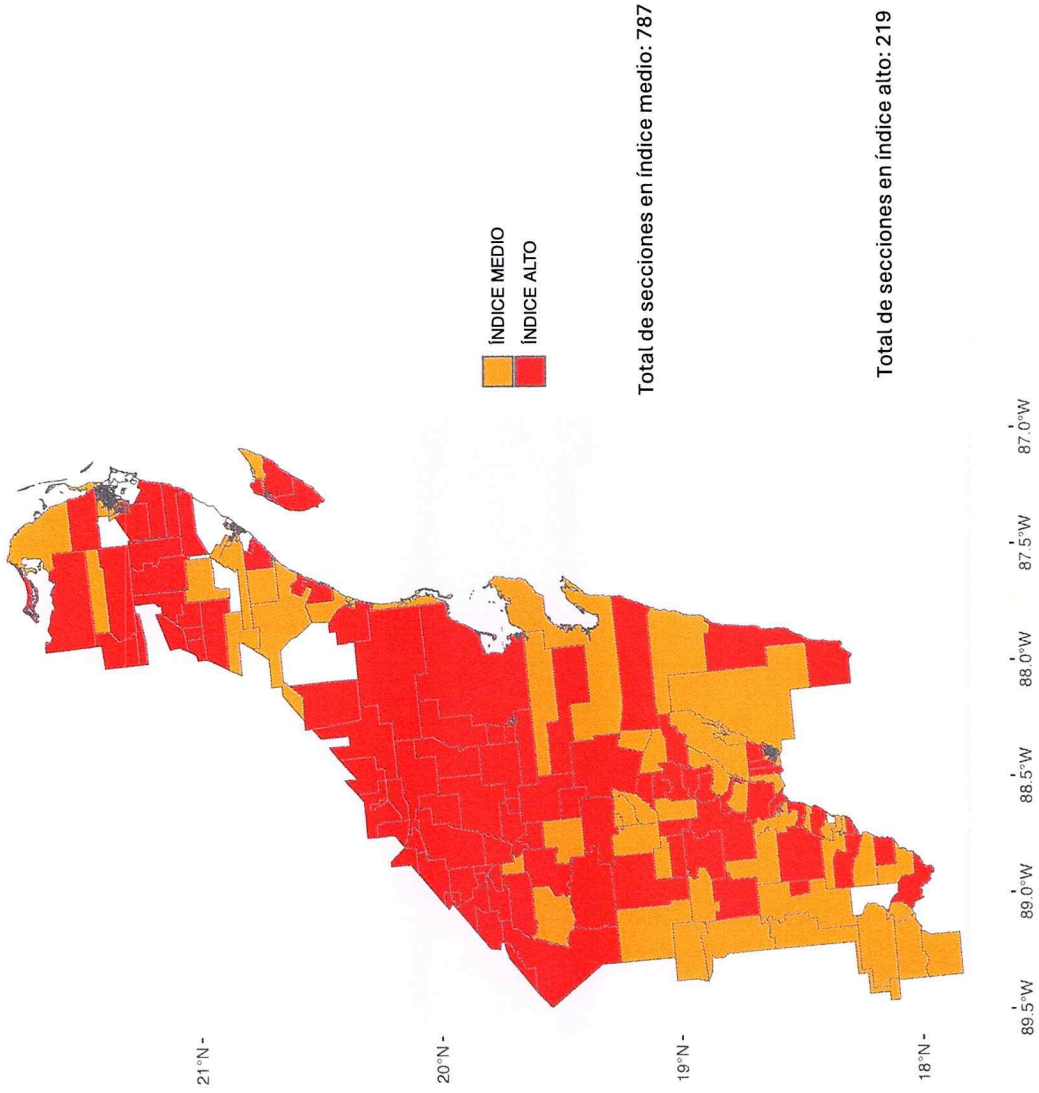 ÍNDICE MEDIO
ÍNDICE ALTO
Total de secciones en índice medio: 787
Total de secciones en índice alto: 219
21°N
20°N
19°N
18°N
89.5°W
89.0°W
88.5°W
88.0°W
87.5°W
87.0°W